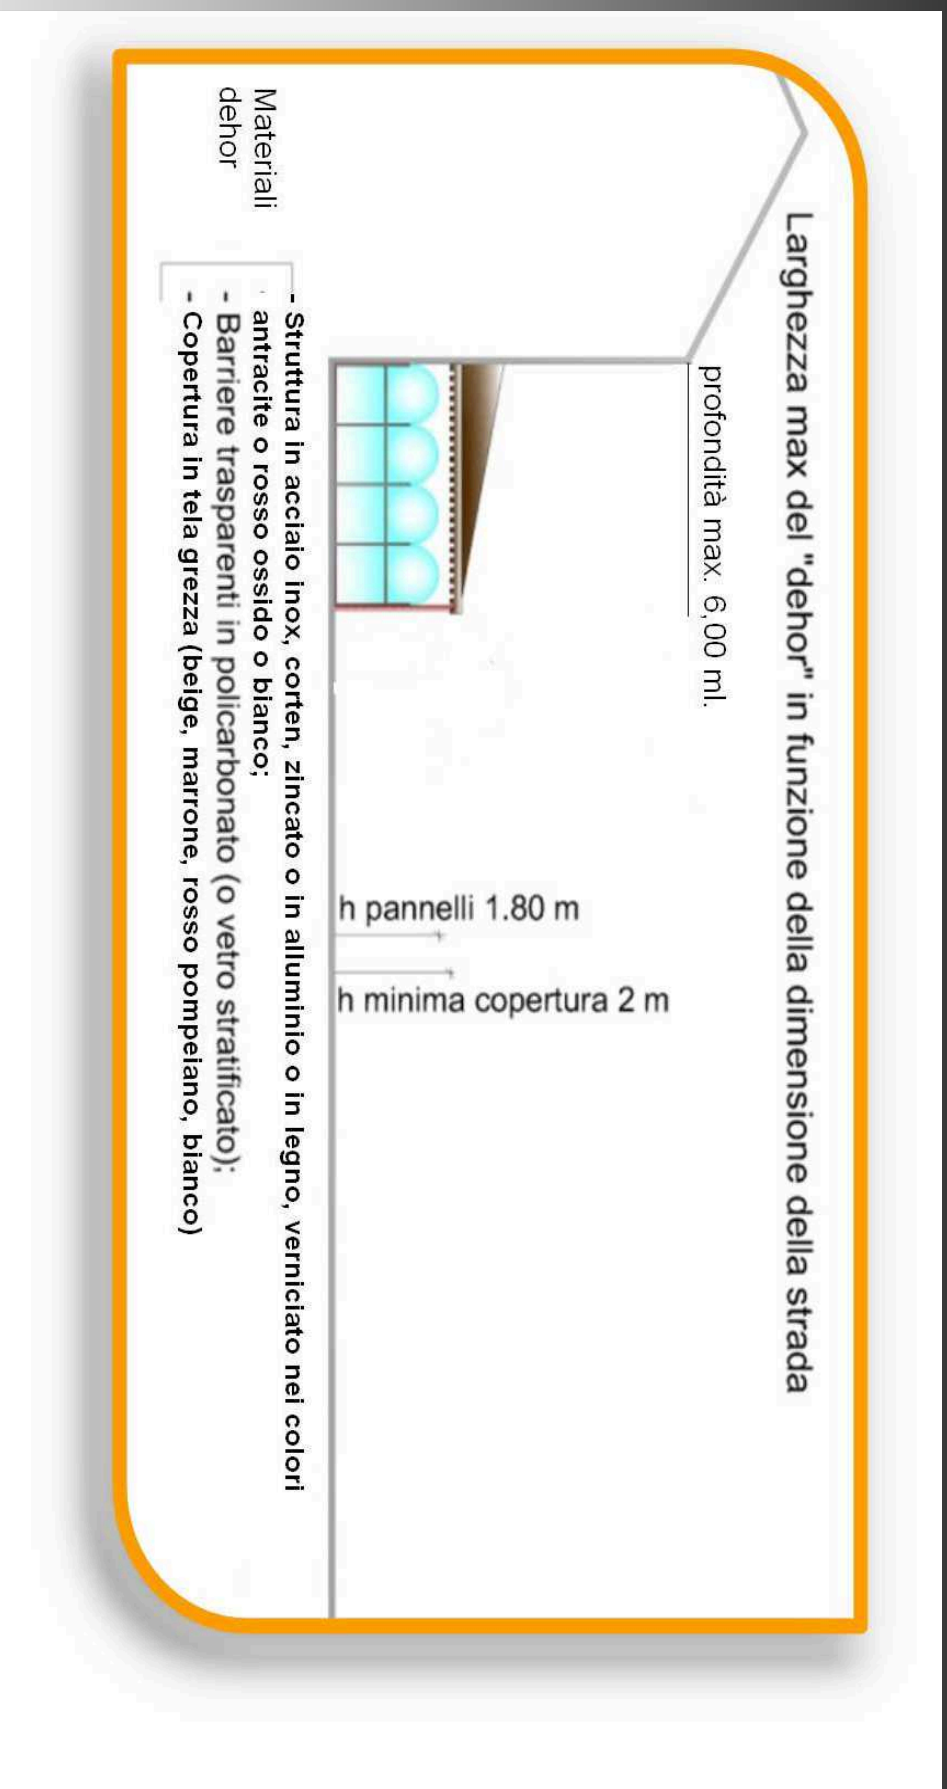 Larghezza max del "dehor" in funzione della dimensione della strada
profondità max. 6,00 ml.
h pannelli 1.80 m
h minima copertura 2 m
Materiali
dehor
- Struttura in acciaio inox, corten, zincato o in alluminio o in legno, verniciato nei colori
antracite o rosso ossido o bianco;
- Barriere trasparenti in policarbonato (o vetro stratificato);
- Copertura in tela grezza (beige, marrone, rosso pompeiano, bianco)